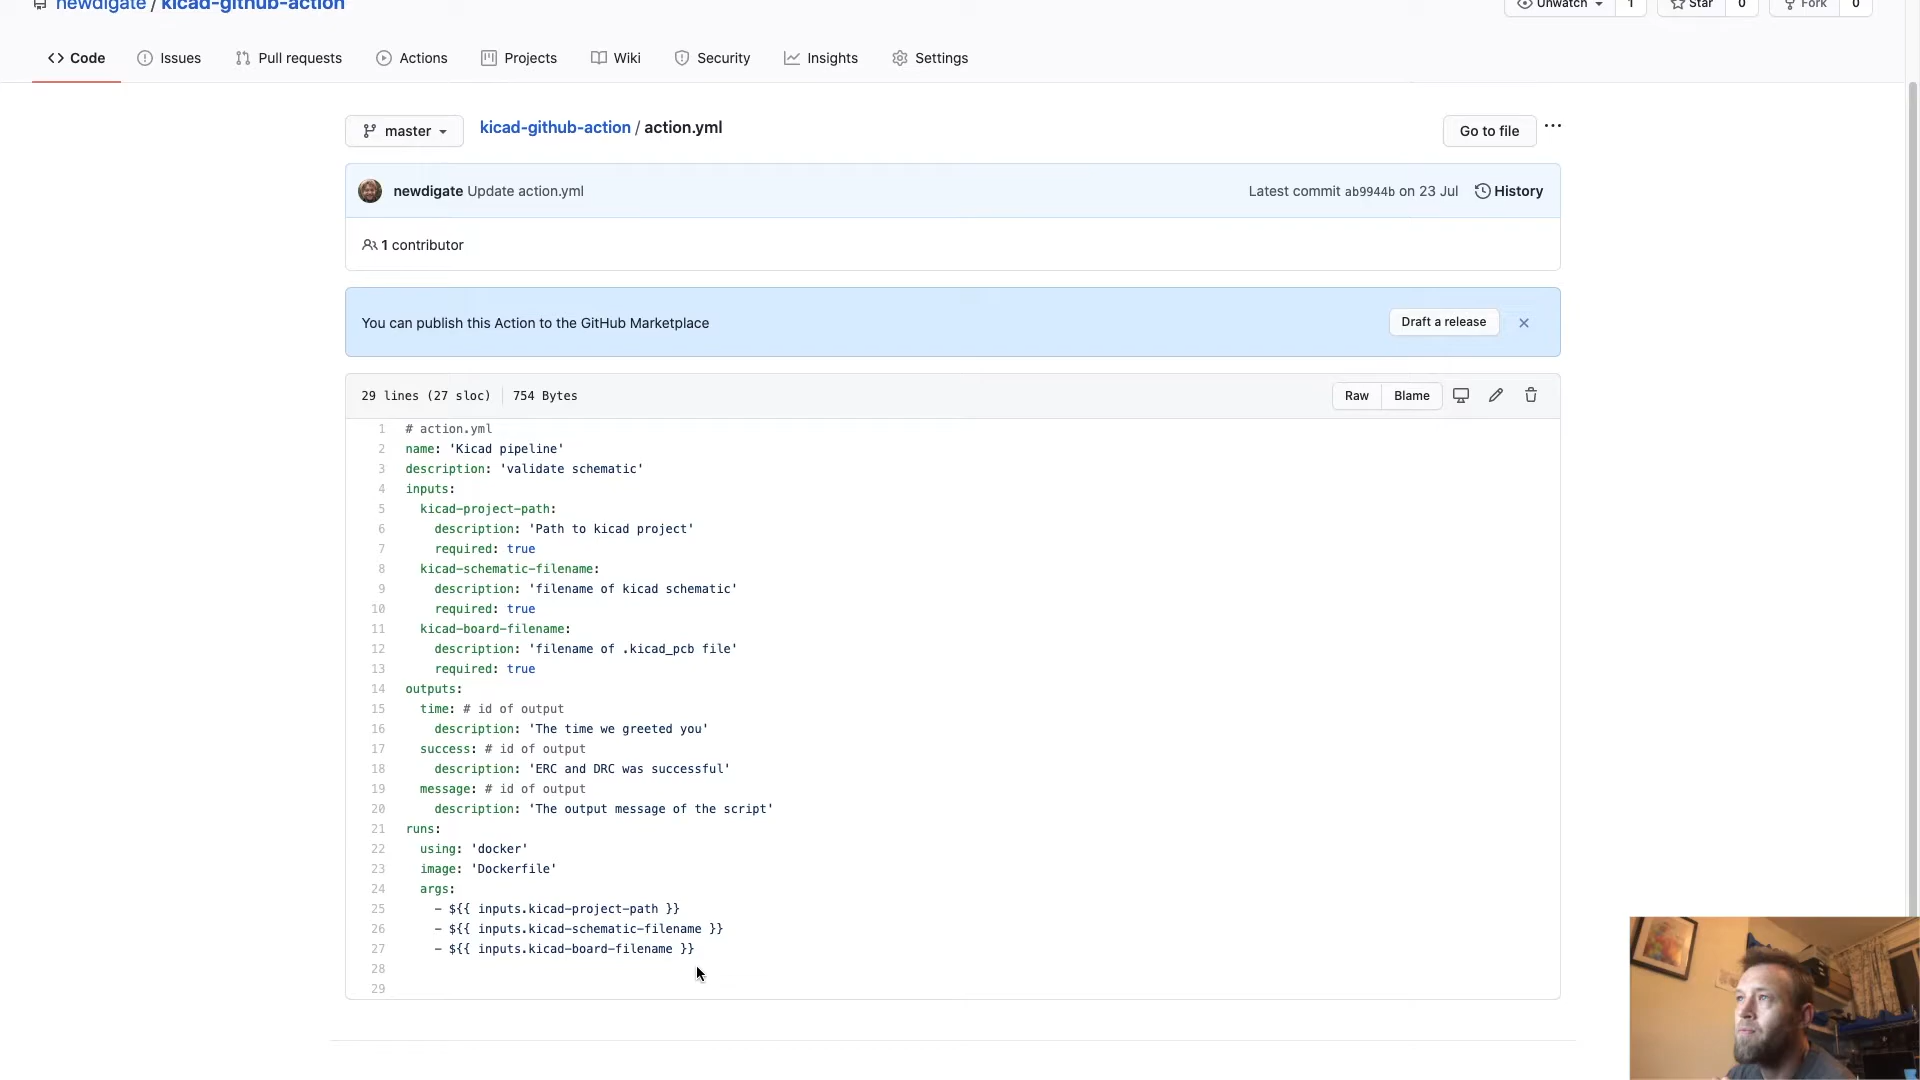 newdigate / kicad-github-action
Unwatch 1 Star 0 Fork 0
Code Issues Pull requests Actions Projects Wiki Insights Security Settings
master kicad-github-action / action.yml Go to file ...
newdigate Update action.yml Latest commit ab9944b on 23 Jul History
1 contributor
You can publish this Action to the GitHub Marketplace Draft a release
29 lines (27 sloc) 754 Bytes Raw Blame
1 # action.yml
2 name: 'Kicad pipeline'
3 description: 'validate schematic'
4 inputs:
5 kicad-project-path:
6 description: 'Path to kicad project'
7 required: true
8 kicad-schematic-filename:
9 description: 'filename of kicad schematic'
10 required: true
11 kicad-board-filename:
12 description: 'filename of .kicad_pcb file'
13 required: true
14 outputs:
15 time: # id of output
16 description: 'The time we greeted you'
17 success: # id of output
18 description: 'ERC and DRC was successful'
19 message: # id of output
20 description: 'The output message of the script'
21 runs:
22 using: 'docker'
23 image: 'Dockerfile'
24 args:
25 - ${{ inputs.kicad-project-path }}
26 - ${{ inputs.kicad-schematic-filename }}
27 - ${{ inputs.kicad-board-filename }}
28
29